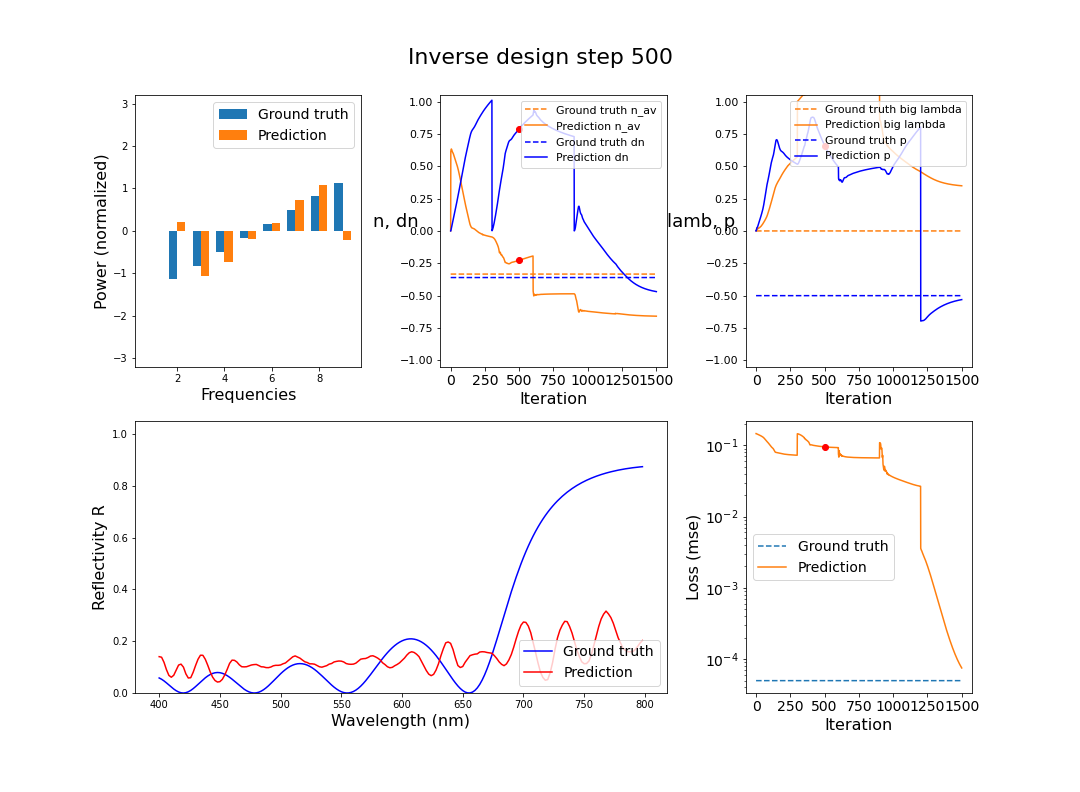 Inverse design step 500
Power (normalized)
3
2
1
0
−1
−2
−3
Ground truth
Prediction
2 4 6 8
Frequencies
n, dn
1.00
0.75
0.50
0.25
0.00
−0.25
−0.50
−0.75
−1.00
Ground truth n_av
Prediction n_av
Ground truth dn
Prediction dn
0 250 500 750 1000 1250 1500
Iteration
lamb, p
1.00
0.75
0.50
0.25
0.00
−0.25
−0.50
−0.75
−1.00
Ground truth big lambda
Prediction big lambda
Ground truth p
Prediction p
0 250 500 750 1000 1250 1500
Iteration
Reflectivity R
1.0
0.8
0.6
0.4
0.2
0.0
Ground truth
Prediction
400 450 500 550 600 650 700 750 800
Wavelength (nm)
Loss (mse)
10⁻¹
10⁻²
10⁻³
10⁻⁴
Ground truth
Prediction
0 250 500 750 1000 1250 1500
Iteration